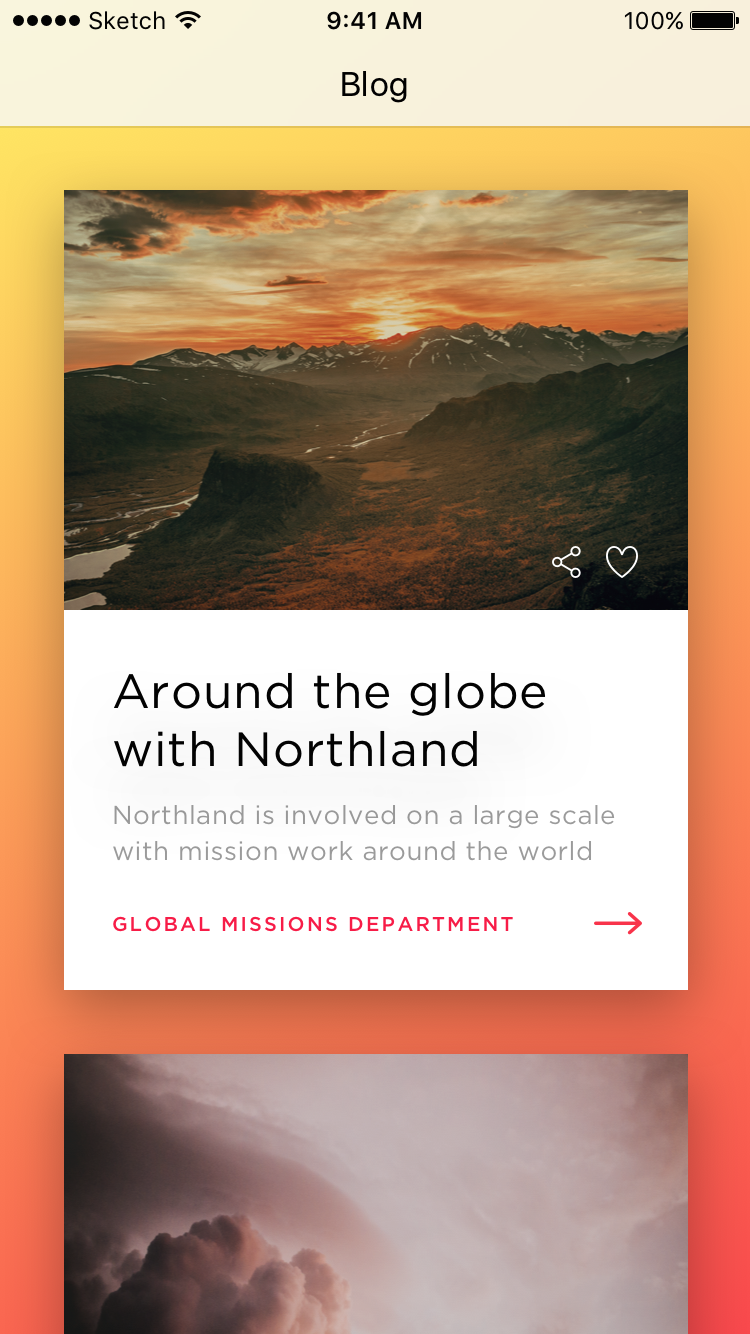 Sketch 9:41 AM 100%
Blog
Around the globe
with Northland
Northland is involved on a large scale
with mission work around the world
GLOBAL MISSIONS DEPARTMENT